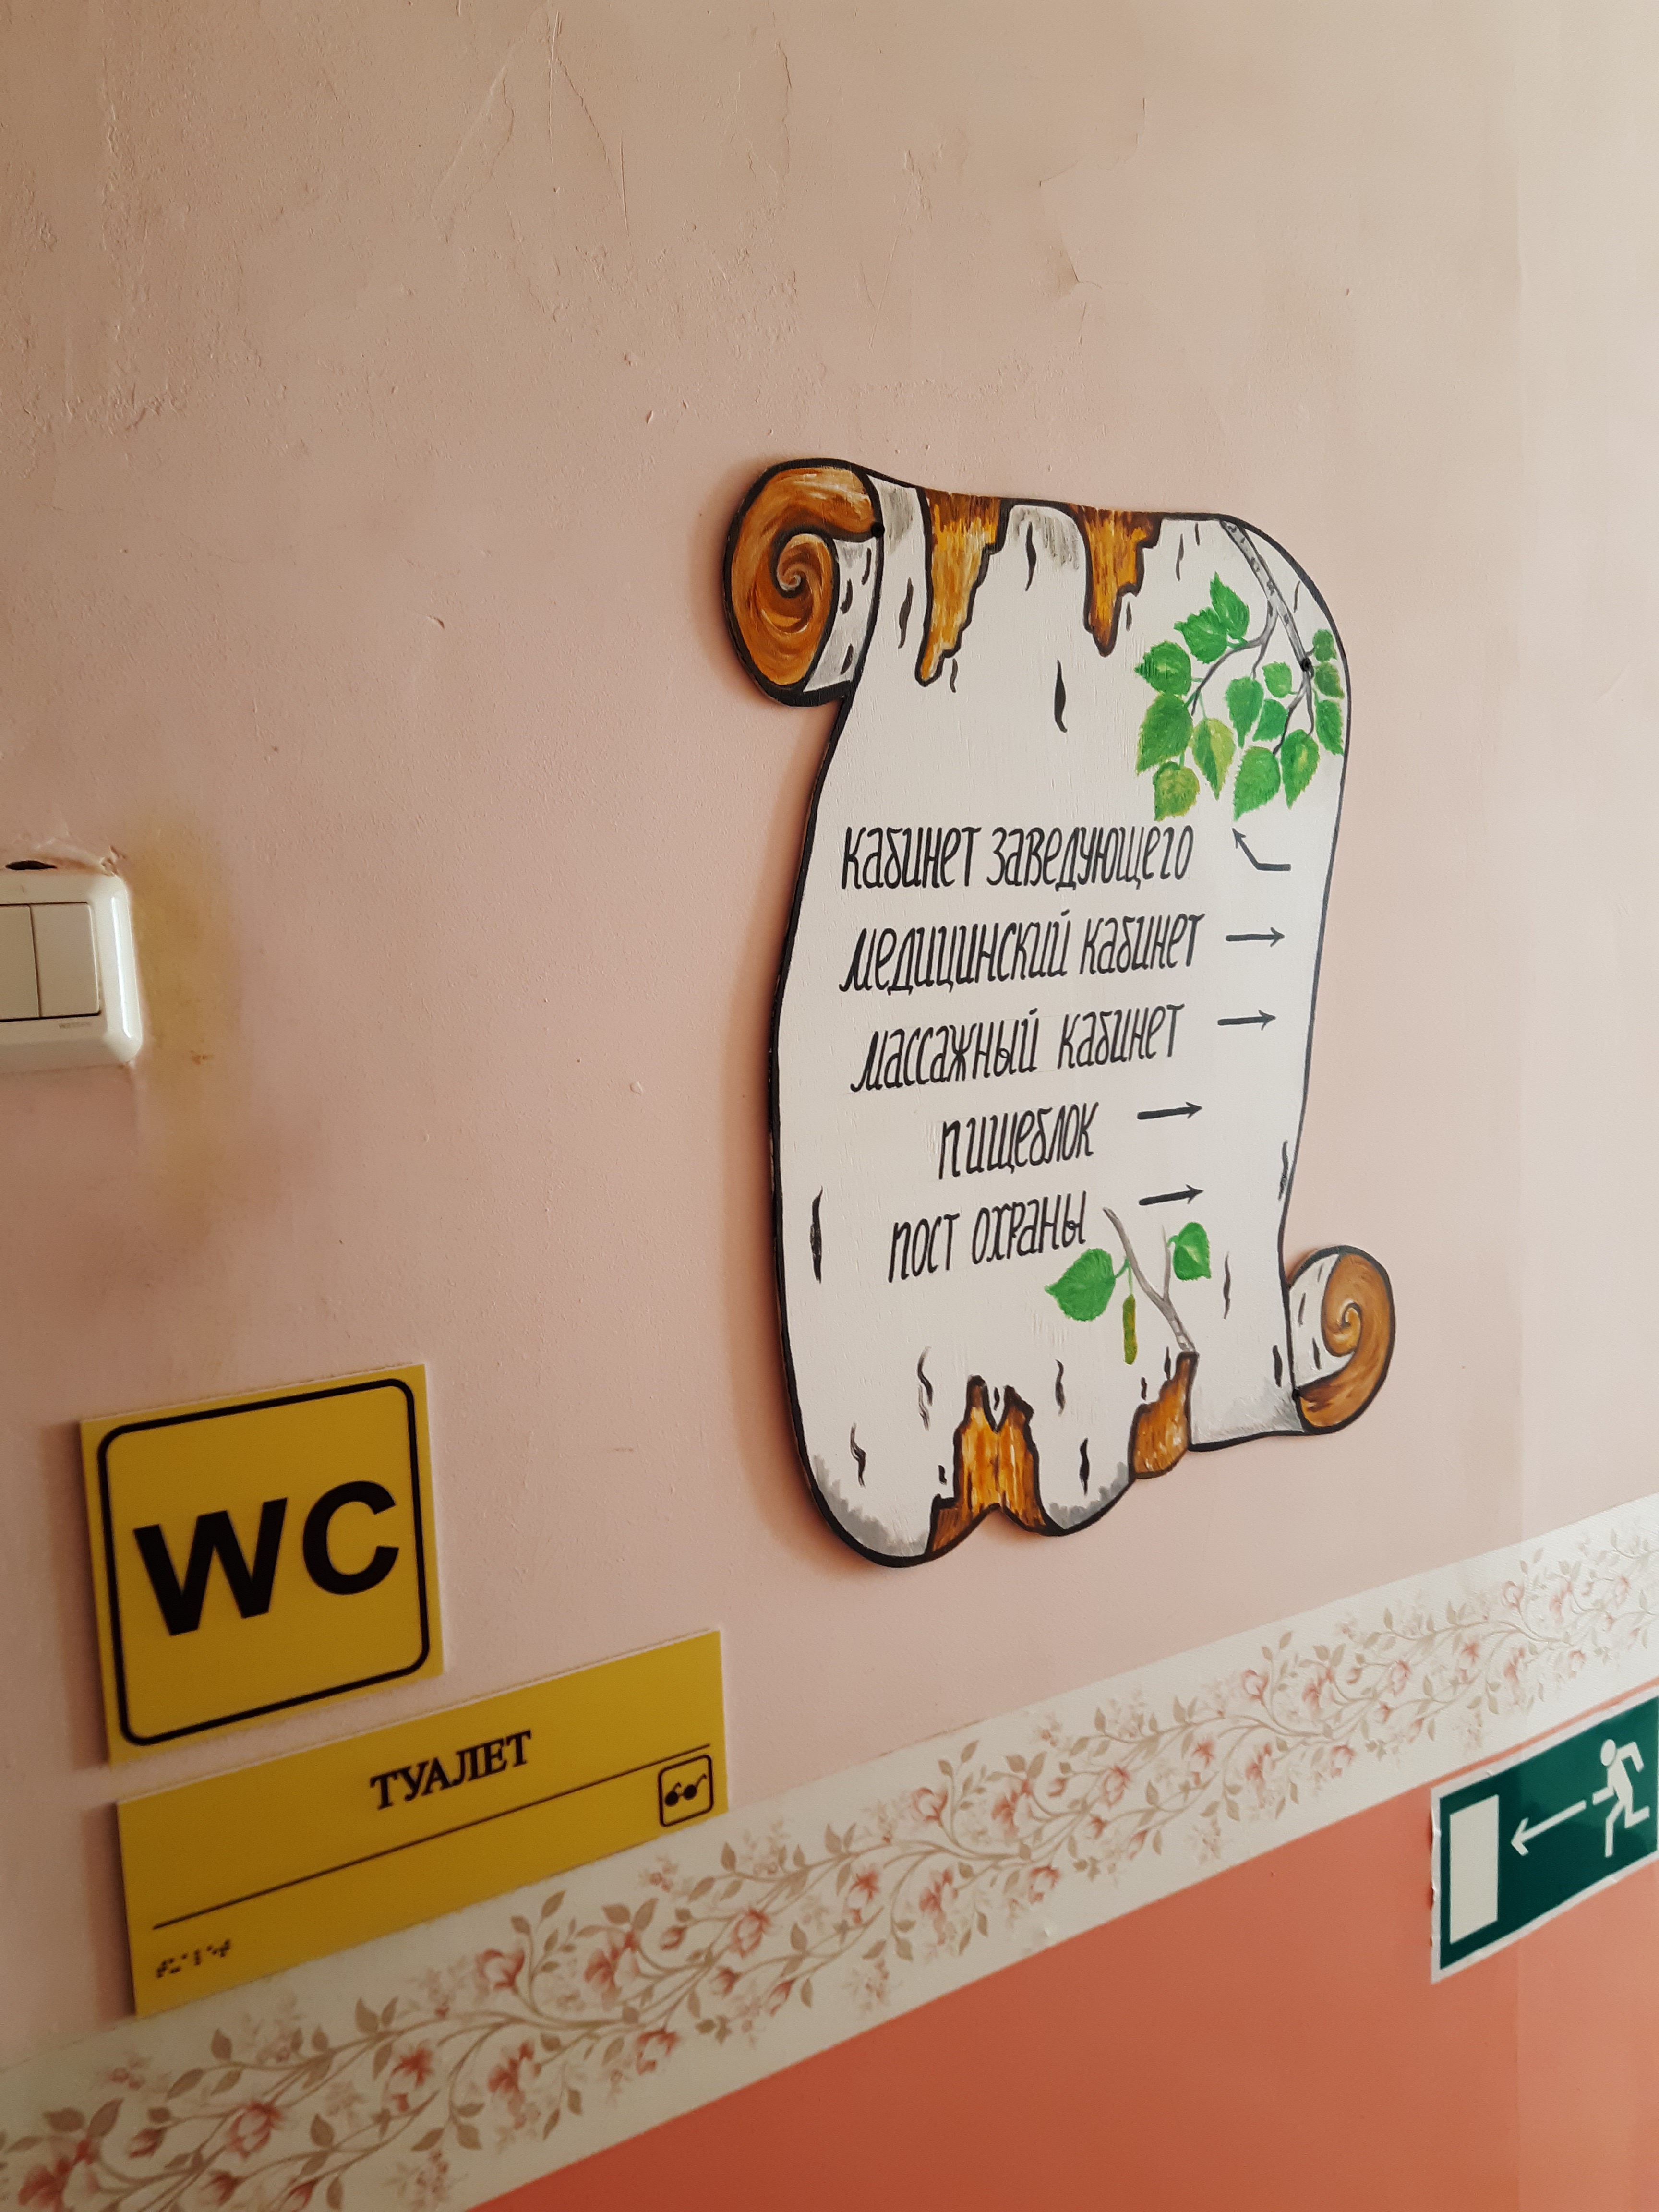 кабинет заведующего
медицинский кабинет
массажный кабинет
пищеблок
пост охраны
WC
ТУАЛЕТ